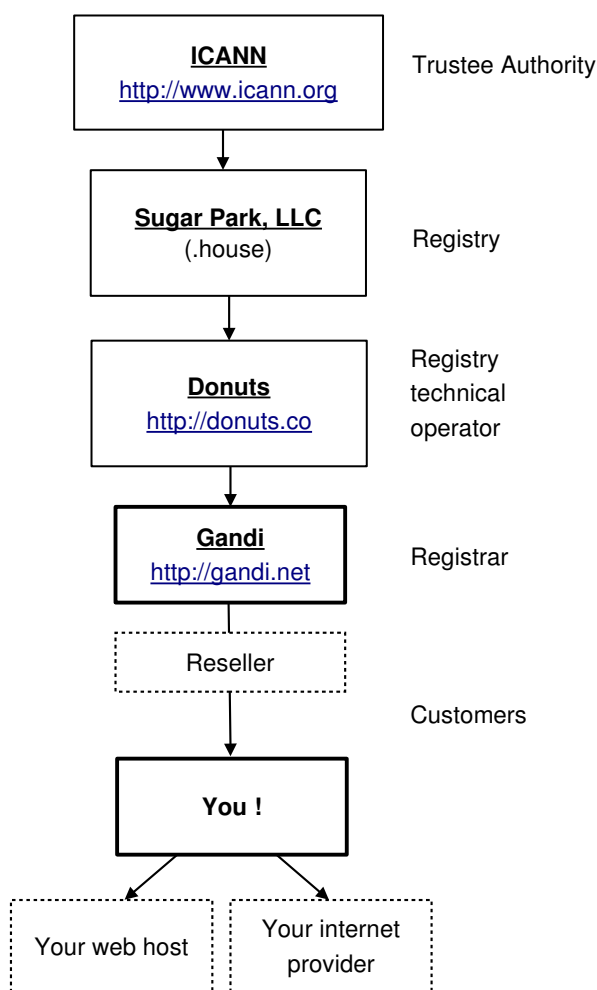 ICANN
http://www.icann.org
Trustee Authority
Sugar Park, LLC
(.house)
Registry
Donuts
http://donuts.co
Registry
technical
operator
Gandi
http://gandi.net
Registrar
Reseller
Customers
You !
Your web host
Your internet
provider